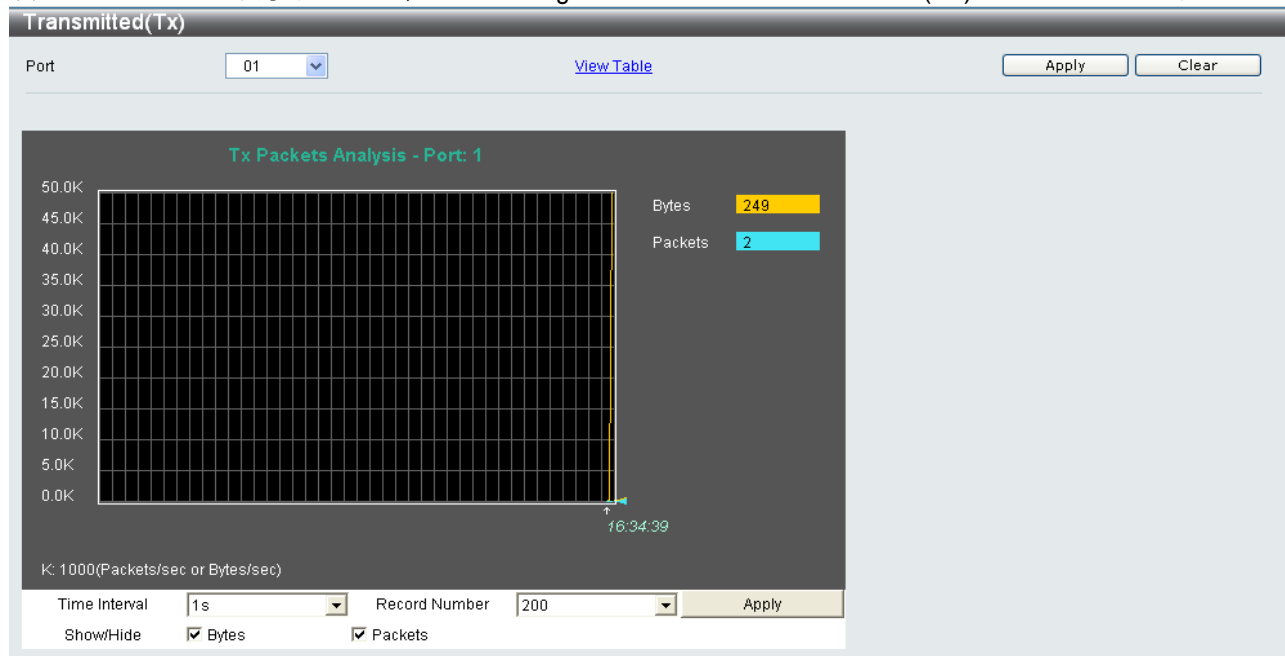 Transmitted(Tx)
Port 01 View Table Apply Clear
Tx Packets Analysis - Port: 1
50.0K
45.0K
40.0K
35.0K
30.0K
25.0K
20.0K
15.0K
10.0K
5.0K
0.0K
Bytes 249
Packets 2
16:34:39
K: 1000(Packets/sec or Bytes/sec)
Time Interval 1s Record Number 200 Apply
Show/Hide Bytes Packets